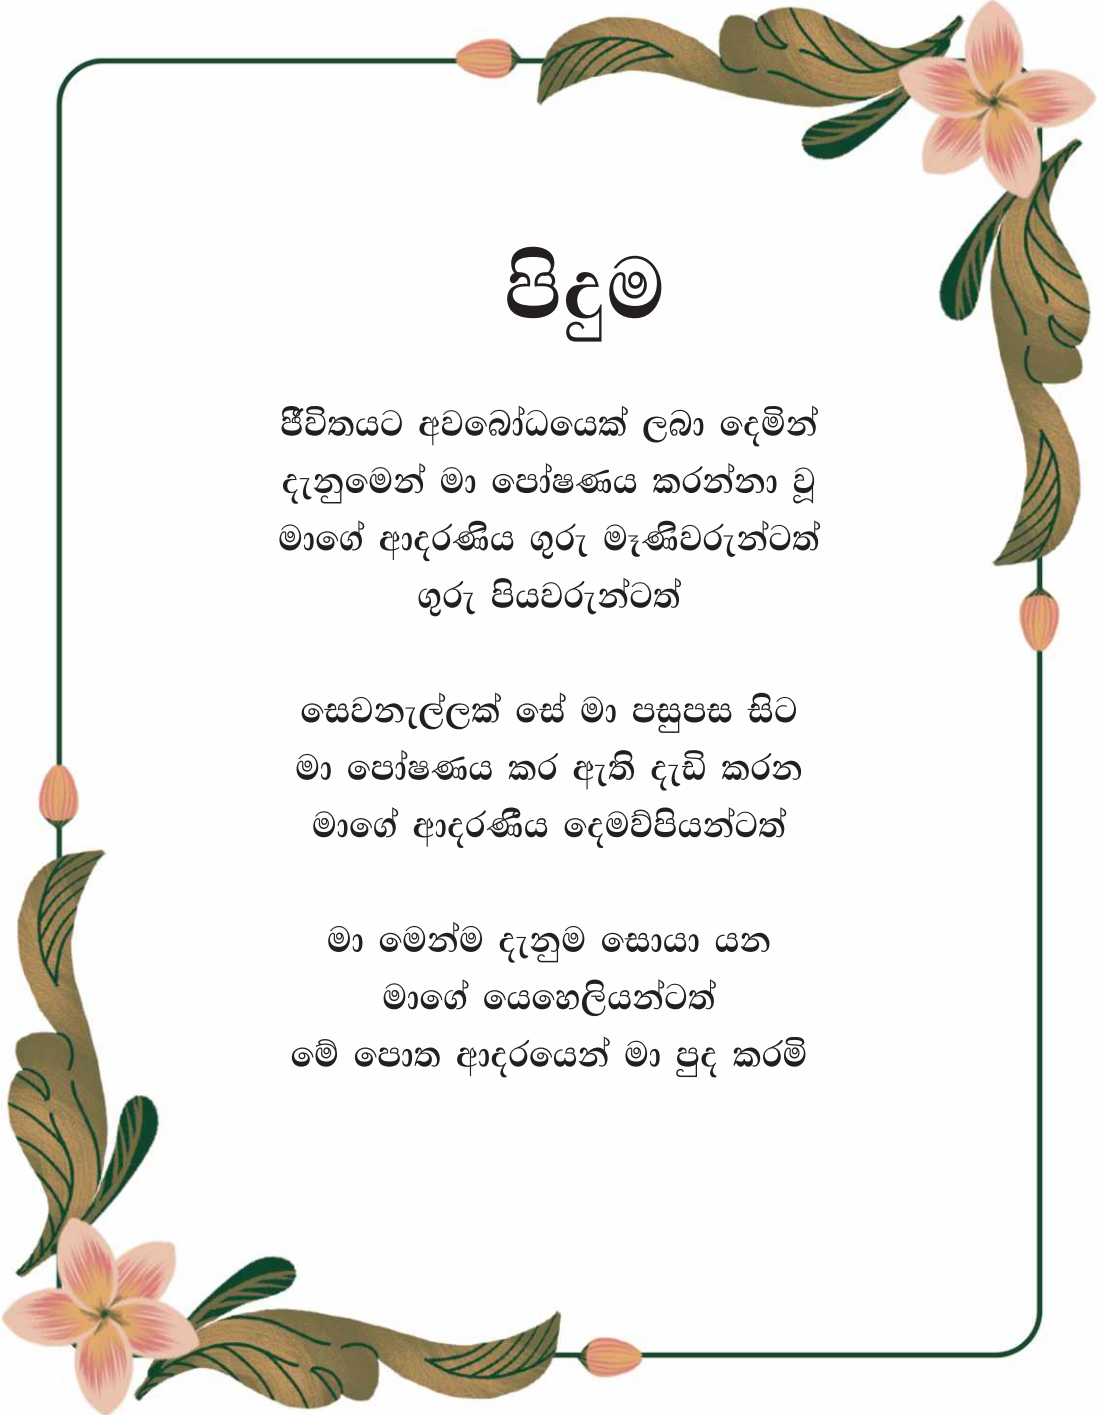 පිදුම
ජීවිතයට අවබෝධයෙක් ලබා දෙමින්
දැනුමෙන් මා පෝෂණය කරන්නා වූ
මාගේ ආදරණිය ගුරු මෑණිවරුන්ටත්
ගුරු පියවරුන්ටත්
සෙවනැල්ලක් සේ මා පසුපස සිට
මා පෝෂණය කර ඇති දැඩි කරන
මාගේ ආදරණීය දෙමව්පියන්ටත්
මා මෙන්ම දැනුම සොයා යන
මාගේ යෙහෙලියන්ටත්
මේ පොත ආදරයෙන් මා පුද කරමි